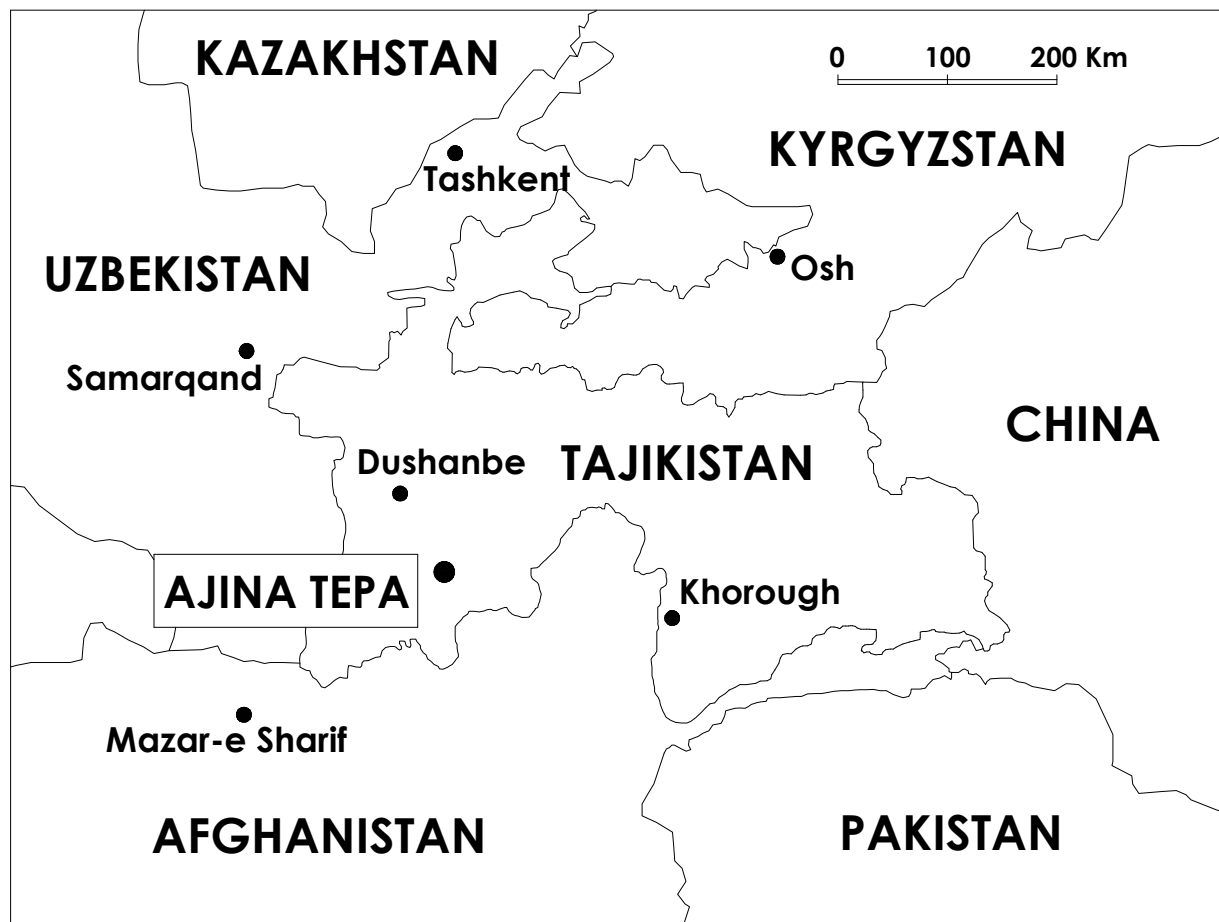 KAZAKHSTAN
0 100 200 Km
KYRGYZSTAN
Tashkent
UZBEKISTAN
Osh
Samarqand
CHINA
Dushanbe
TAJIKISTAN
AJINA TEPA
Khorough
Mazar-e Sharif
AFGHANISTAN
PAKISTAN